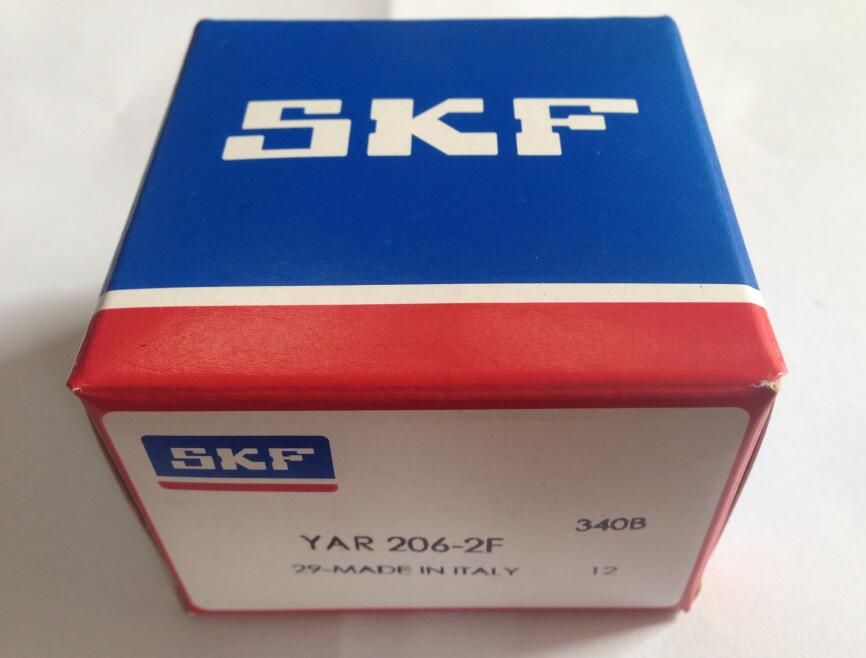 SKF
SKF
340B
YAR 206-2F
29-MADE IN ITALY 12